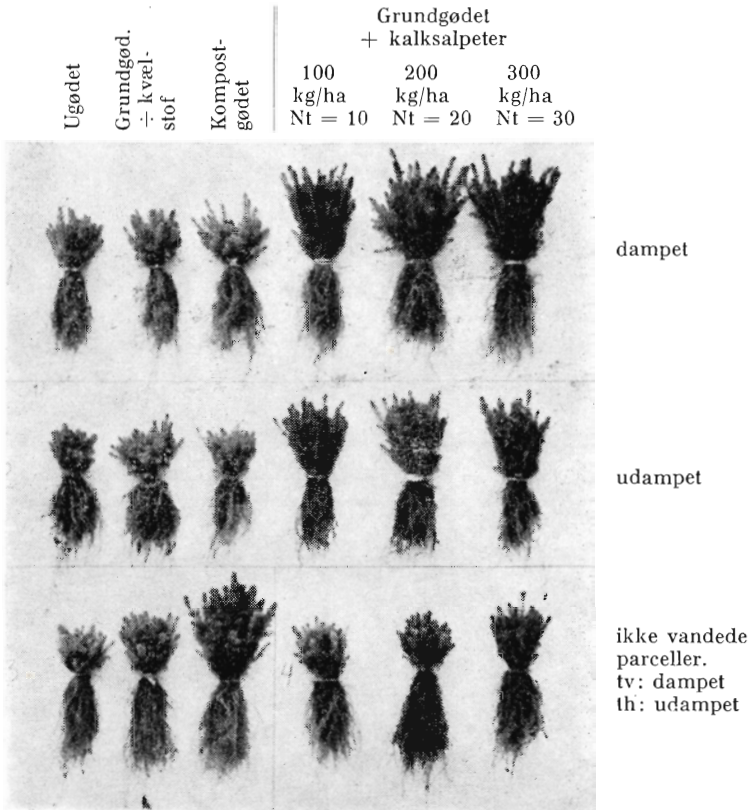 Ugødet
Grundgød.
÷ kvæl-
stof
Kompost-
gødet
Grundgødet
+ kalksalpeter
100
kg/ha
Nt = 10
200
kg/ha
Nt = 20
300
kg/ha
Nt = 30
dampet
udampet
ikke vandede
parceller.
tv: dampet
th: udampet